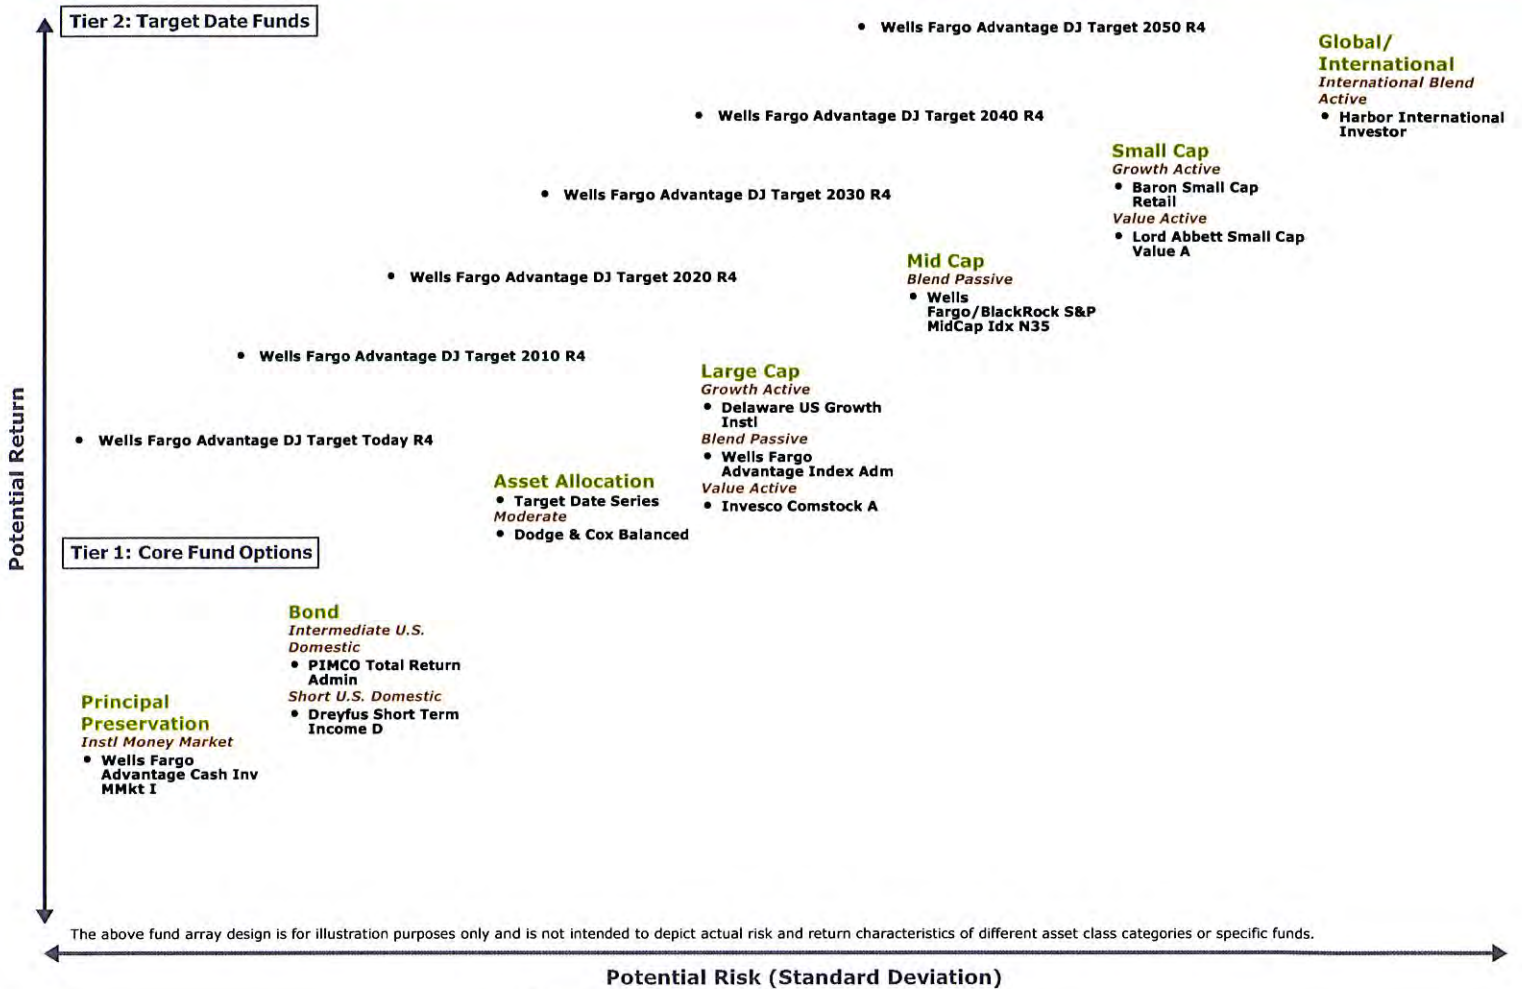 Tier 2: Target Date Funds
• Wells Fargo Advantage DJ Target 2050 R4
• Wells Fargo Advantage DJ Target 2040 R4
• Wells Fargo Advantage DJ Target 2030 R4
• Wells Fargo Advantage DJ Target 2020 R4
• Wells Fargo Advantage DJ Target 2010 R4
• Wells Fargo Advantage DJ Target Today R4
Global/
International
International Blend
Active
• Harbor International
Investor
Small Cap
Growth Active
• Baron Small Cap
Retail
Value Active
• Lord Abbett Small Cap
Value A
Mid Cap
Blend Passive
• Wells
Fargo/BlackRock S&P
MidCap Idx N35
Large Cap
Growth Active
• Delaware US Growth
Instl
Blend Passive
• Wells Fargo
Advantage Index Adm
Value Active
• Invesco Comstock A
Asset Allocation
• Target Date Series
Moderate
• Dodge & Cox Balanced
Tier 1: Core Fund Options
Bond
Intermediate U.S.
Domestic
• PIMCO Total Return
Admin
Short U.S. Domestic
• Dreyfus Short Term
Income D
Principal
Preservation
Instl Money Market
• Wells Fargo
Advantage Cash Inv
MMkt I
Potential Return
The above fund array design is for illustration purposes only and is not intended to depict actual risk and return characteristics of different asset class categories or specific funds.
Potential Risk (Standard Deviation)